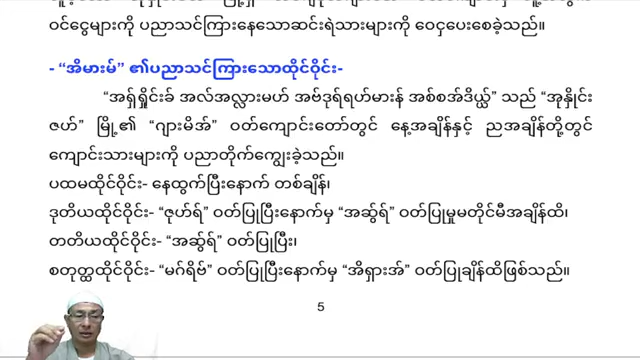 ဝင်ငွေများကို ပညာသင်ကြားနေသောဆင်းရဲသားများကို ဝေငှပေးစေခဲ့သည်။
- “အိမာမ်” ၏ပညာသင်ကြားသောထိုင်ဝိုင်း-
“အရှ်ရှိုင်းခ် အလ်အလ္လာမဟ် အဗ်ဒုရ်ရဟ်မာန် အစ်စအ်ဒိယ္ယ်” သည် “အုနိုင်း
ဇဟ်” မြို့၏ “ဂျာမိအ်” ဝတ်ကျောင်းတော်တွင် နေ့အချိန်နှင့် ညအချိန်တို့တွင်
ကျောင်းသားများကို ပညာတိုက်ကျွေးခဲ့သည်။
ပထမထိုင်ဝိုင်း- နေထွက်ပြီးနောက် တစ်ချိန်၊
ဒုတိယထိုင်ဝိုင်း- “ဇုဟ်ရ်” ဝတ်ပြုပြီးနောက်မှ “အဆွ်ရ်” ဝတ်ပြုမှုမတိုင်မီအချိန်ထိ၊
တတိယထိုင်ဝိုင်း- “အဆွ်ရ်” ဝတ်ပြုပြီး၊
စတုတ္ထထိုင်ဝိုင်း- “မဂ်ရိဗ်” ဝတ်ပြုပြီးနောက်မှ “အိရှားအ်” ဝတ်ပြုချိန်ထိဖြစ်သည်။
5